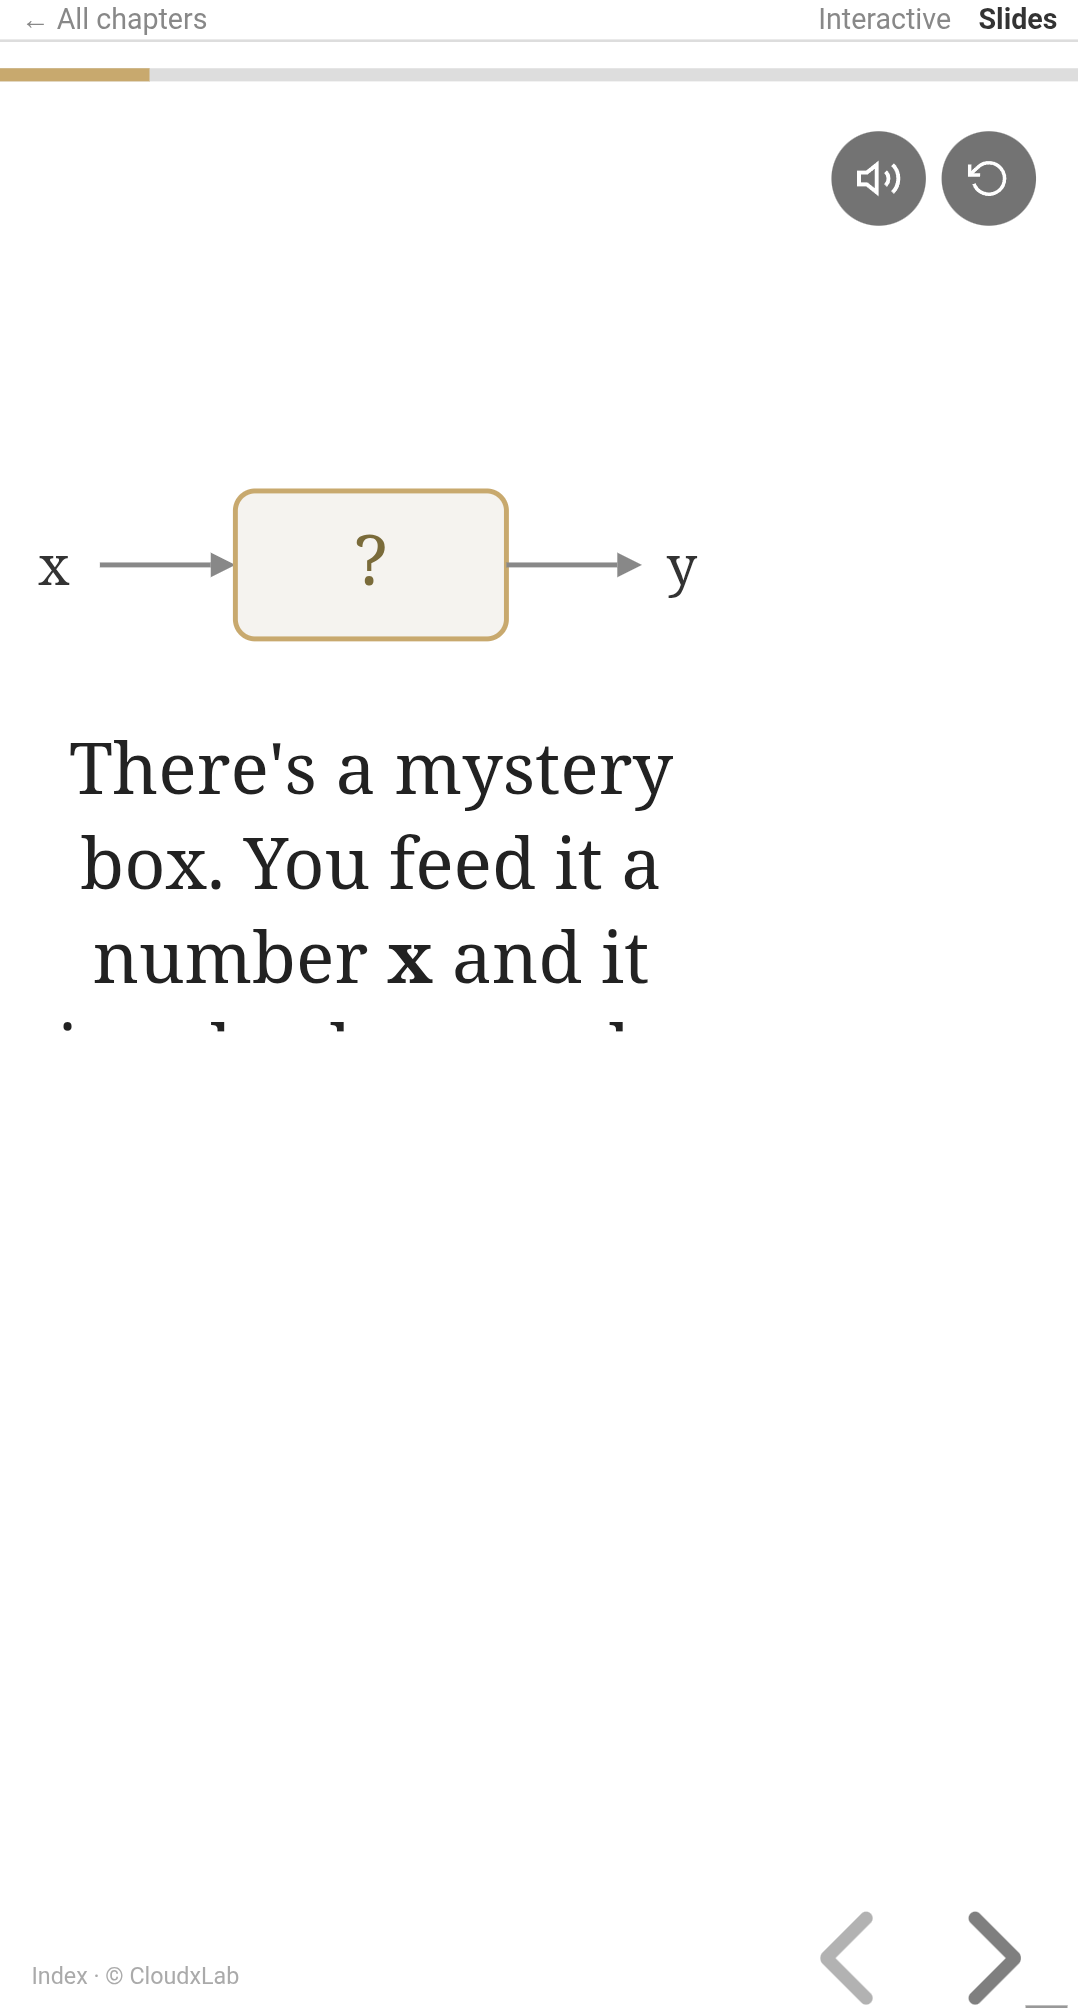 ← All chapters
Interactive
Slides
x
?
y
There's a mystery
box. You feed it a
number x and it
Index · © CloudxLab